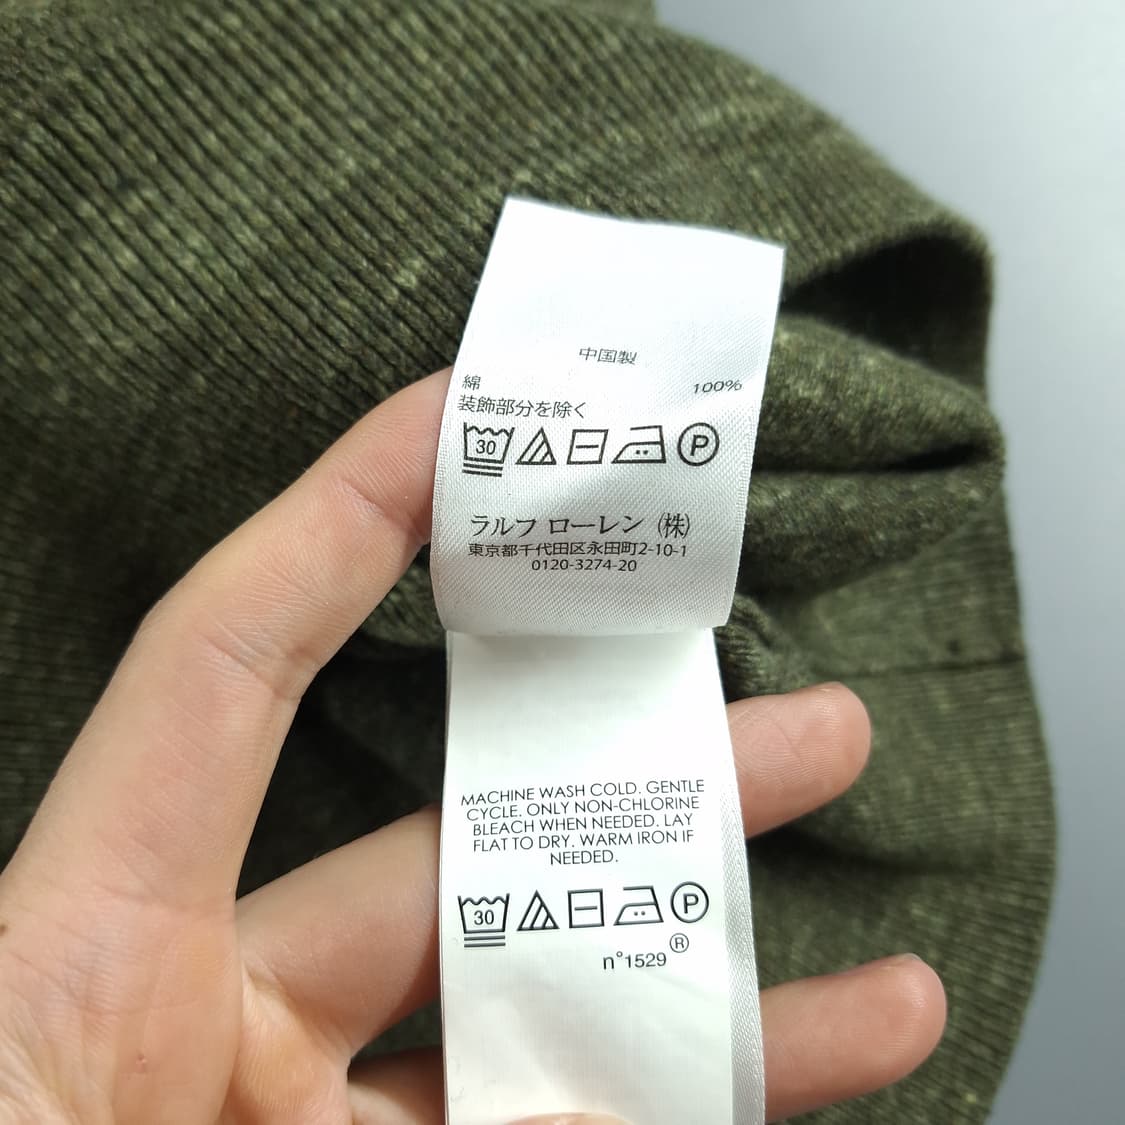 中国製
綿 100%
装飾部分を除く
30 P
ラルフ ローレン (株)
東京都千代田区永田町2-10-1
0120-3274-20
MACHINE WASH COLD. GENTLE
CYCLE. ONLY NON-CHLORINE
BLEACH WHEN NEEDED. LAY
FLAT TO DRY. WARM IRON IF
NEEDED.
30 P
n°1529 ®